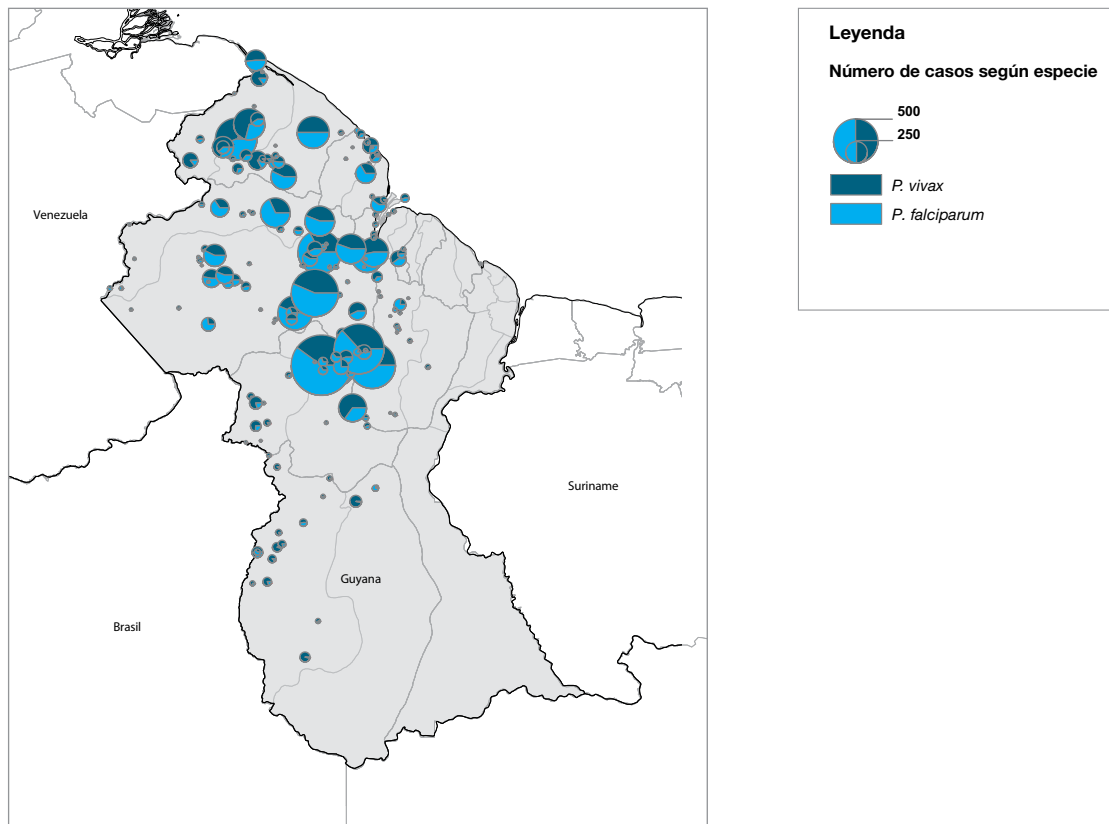 Leyenda
Número de casos según especie
500
250
P. vivax
P. falciparum
Venezuela
Suriname
Guyana
Brasil